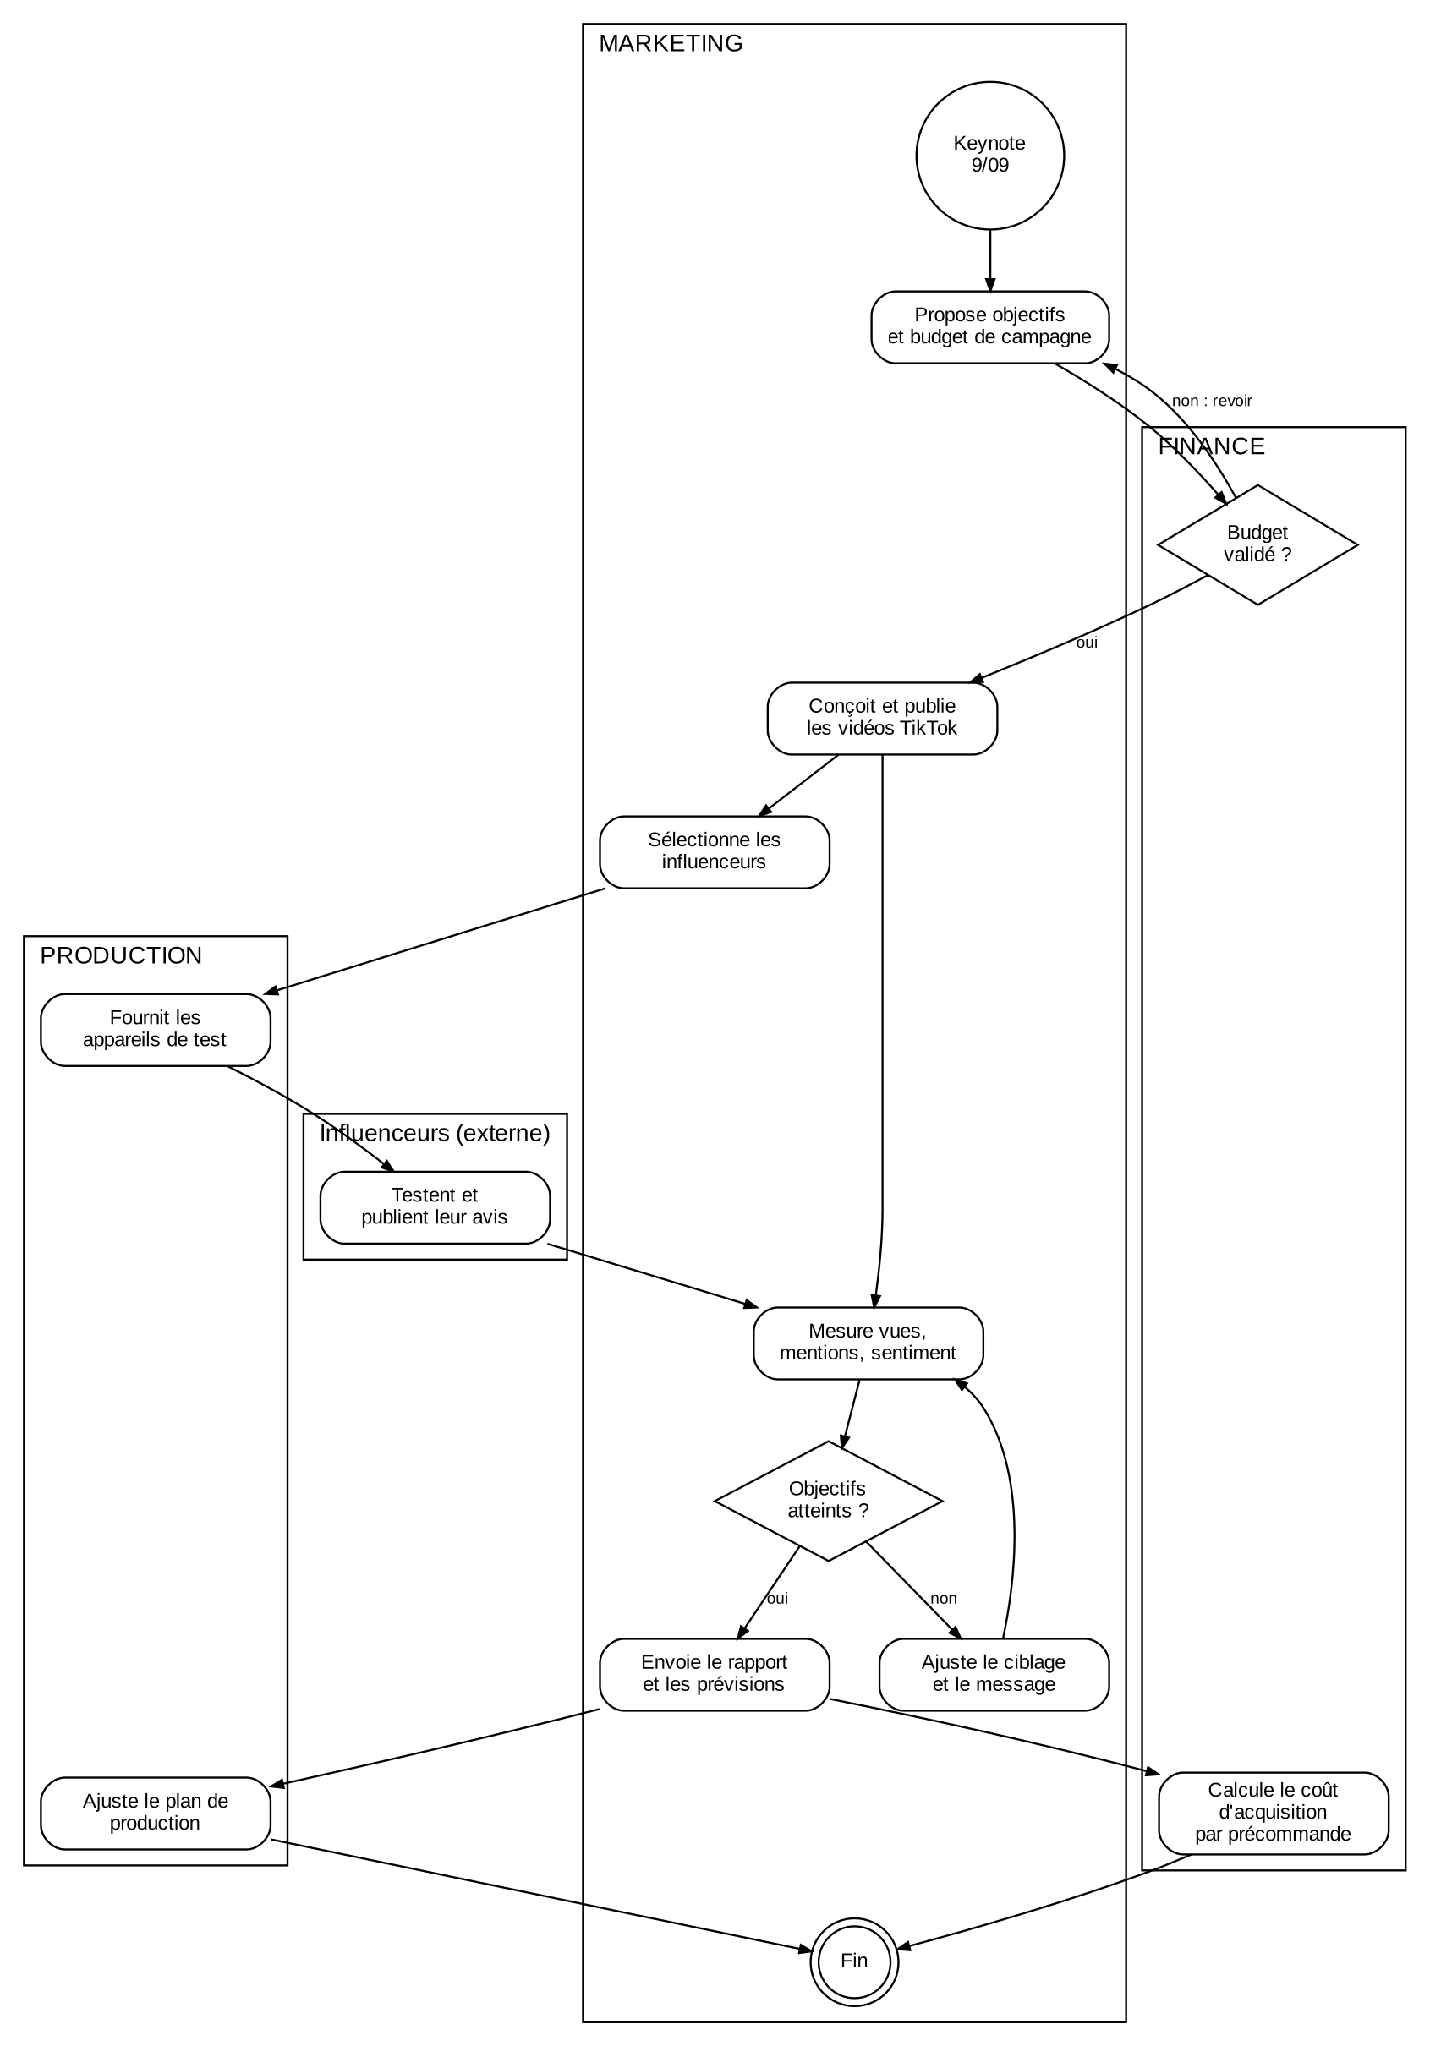 MARKETING
Keynote
9/09
Propose objectifs
et budget de campagne
non : revoir
FINANCE
Budget
validé ?
oui
Conçoit et publie
les vidéos TikTok
Sélectionne les
influenceurs
PRODUCTION
Fournit les
appareils de test
Influenceurs (externe)
Testent et
publient leur avis
Mesure vues,
mentions, sentiment
Objectifs
atteints ?
oui
non
Envoie le rapport
et les prévisions
Ajuste le ciblage
et le message
Ajuste le plan de
production
Calcule le coût
d'acquisition
par précommande
Fin